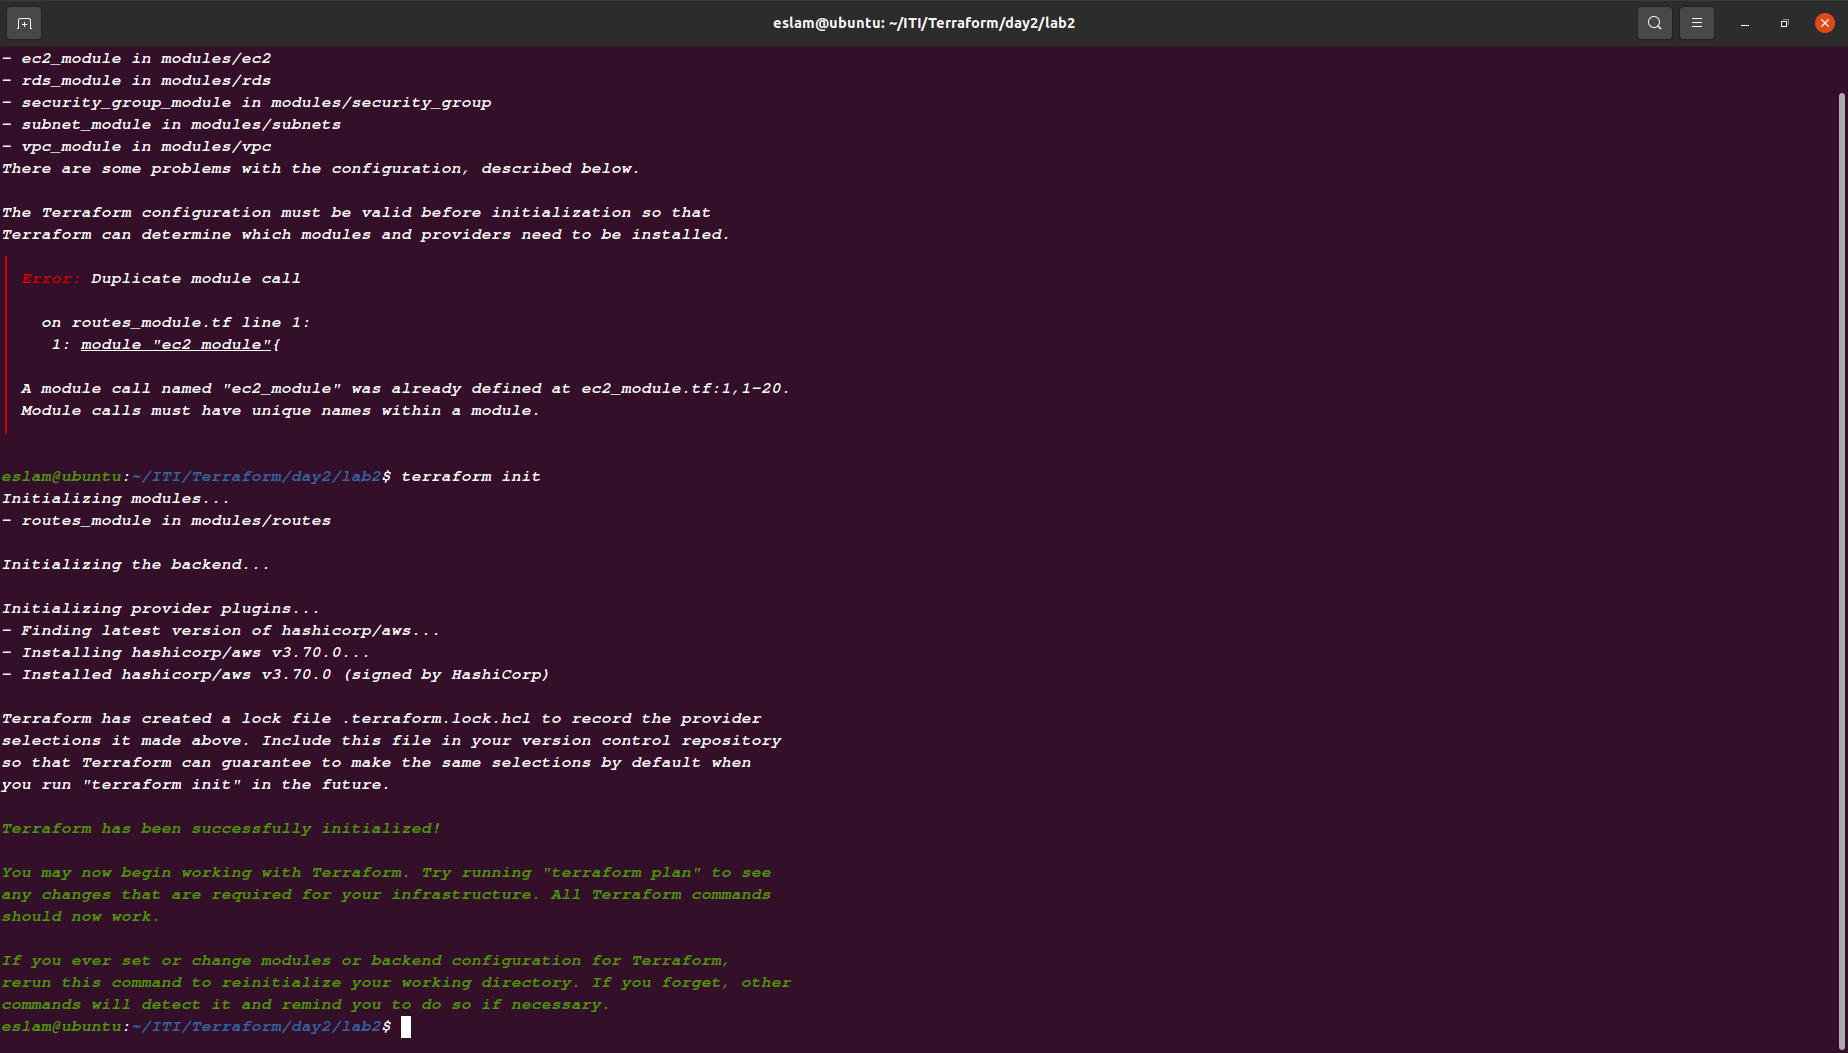 eslam@ubuntu: ~/ITI/Terraform/day2/lab2
- ec2_module in modules/ec2
- rds_module in modules/rds
- security_group_module in modules/security_group
- subnet_module in modules/subnets
- vpc_module in modules/vpc
There are some problems with the configuration, described below.
The Terraform configuration must be valid before initialization so that
Terraform can determine which modules and providers need to be installed.
Error: Duplicate module call
on routes_module.tf line 1:
1: module "ec2_module"{
A module call named "ec2_module" was already defined at ec2_module.tf:1,1-20.
Module calls must have unique names within a module.
eslam@ubuntu:~/ITI/Terraform/day2/lab2$ terraform init
Initializing modules...
- routes_module in modules/routes
Initializing the backend...
Initializing provider plugins...
- Finding latest version of hashicorp/aws...
- Installing hashicorp/aws v3.70.0...
- Installed hashicorp/aws v3.70.0 (signed by HashiCorp)
Terraform has created a lock file .terraform.lock.hcl to record the provider
selections it made above. Include this file in your version control repository
so that Terraform can guarantee to make the same selections by default when
you run "terraform init" in the future.
Terraform has been successfully initialized!
You may now begin working with Terraform. Try running "terraform plan" to see
any changes that are required for your infrastructure. All Terraform commands
should now work.
If you ever set or change modules or backend configuration for Terraform,
rerun this command to reinitialize your working directory. If you forget, other
commands will detect it and remind you to do so if necessary.
eslam@ubuntu:~/ITI/Terraform/day2/lab2$